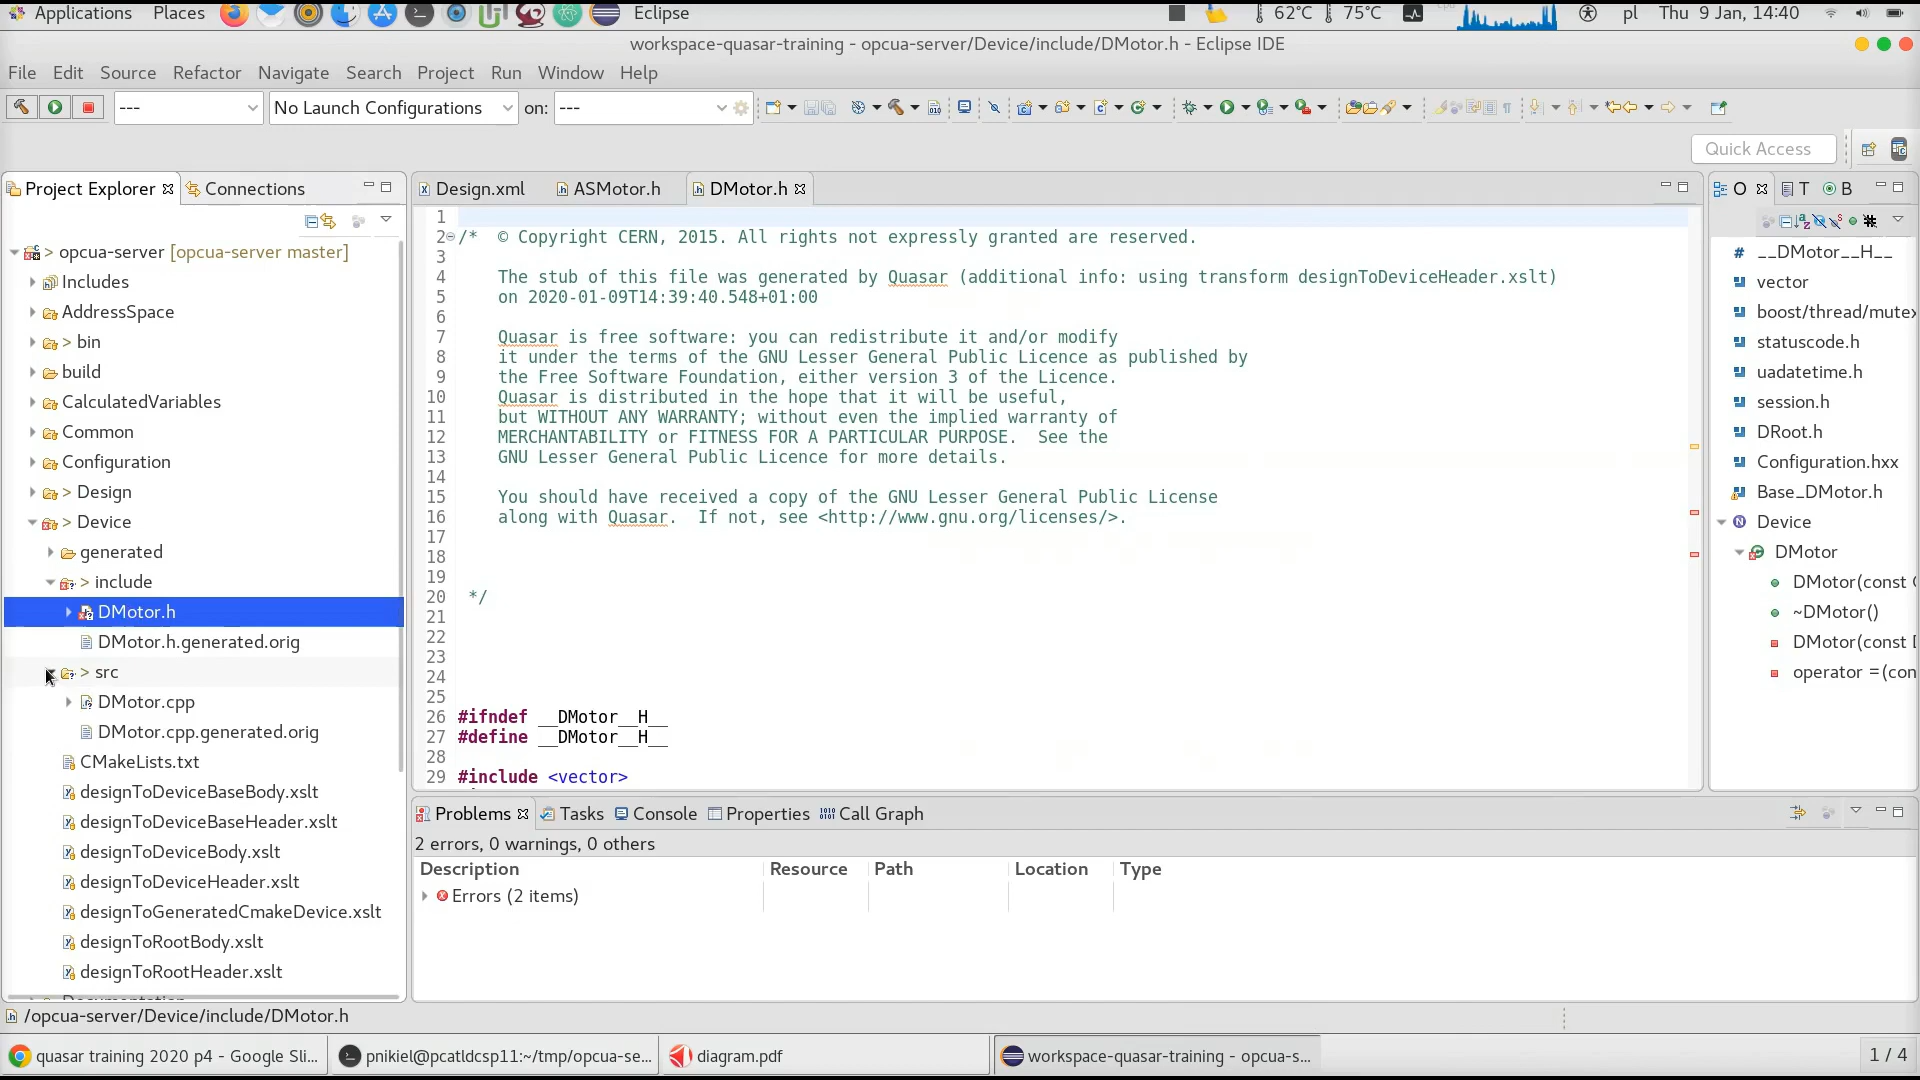 Applications Places Eclipse 62°C 75°C pl Thu 9 Jan, 14:40
workspace-quasar-training - opcua-server/Device/include/DMotor.h - Eclipse IDE
File Edit Source Refactor Navigate Search Project Run Window Help
--- No Launch Configurations on: ---
Quick Access
Project Explorer Connections
Design.xml ASMotor.h DMotor.h
O T B
> opcua-server [opcua-server master]
Includes
AddressSpace
> bin
build
CalculatedVariables
Common
Configuration
> Design
> Device
generated
> include
DMotor.h
DMotor.h.generated.orig
> src
DMotor.cpp
DMotor.cpp.generated.orig
CMakeLists.txt
designToDeviceBaseBody.xslt
designToDeviceBaseHeader.xslt
designToDeviceBody.xslt
designToDeviceHeader.xslt
designToGeneratedCmakeDevice.xslt
designToRootBody.xslt
designToRootHeader.xslt
1
2 /* © Copyright CERN, 2015. All rights not expressly granted are reserved.
3
4 The stub of this file was generated by Quasar (additional info: using transform designToDeviceHeader.xslt)
5 on 2020-01-09T14:39:40.548+01:00
6
7 Quasar is free software: you can redistribute it and/or modify
8 it under the terms of the GNU Lesser General Public Licence as published by
9 the Free Software Foundation, either version 3 of the Licence.
10 Quasar is distributed in the hope that it will be useful,
11 but WITHOUT ANY WARRANTY; without even the implied warranty of
12 MERCHANTABILITY or FITNESS FOR A PARTICULAR PURPOSE. See the
13 GNU Lesser General Public Licence for more details.
14
15 You should have received a copy of the GNU Lesser General Public License
16 along with Quasar. If not, see <http://www.gnu.org/licenses/>.
17
18
19
20 */
21
22
23
24
25
26 #ifndef __DMotor__H__
27 #define __DMotor__H__
28
29 #include <vector>
# __DMotor__H__
vector
boost/thread/mutex
statuscode.h
uadatetime.h
session.h
DRoot.h
Configuration.hxx
Base_DMotor.h
Device
DMotor
DMotor(const
~DMotor()
DMotor(const
operator =(con
Problems Tasks Console Properties Call Graph
2 errors, 0 warnings, 0 others
Description Resource Path Location Type
Errors (2 items)
/opcua-server/Device/include/DMotor.h
quasar training 2020 p4 - Google Sli... pnikiel@pcatldcsp11:~/tmp/opcua-se... diagram.pdf workspace-quasar-training - opcua-s... 1 / 4